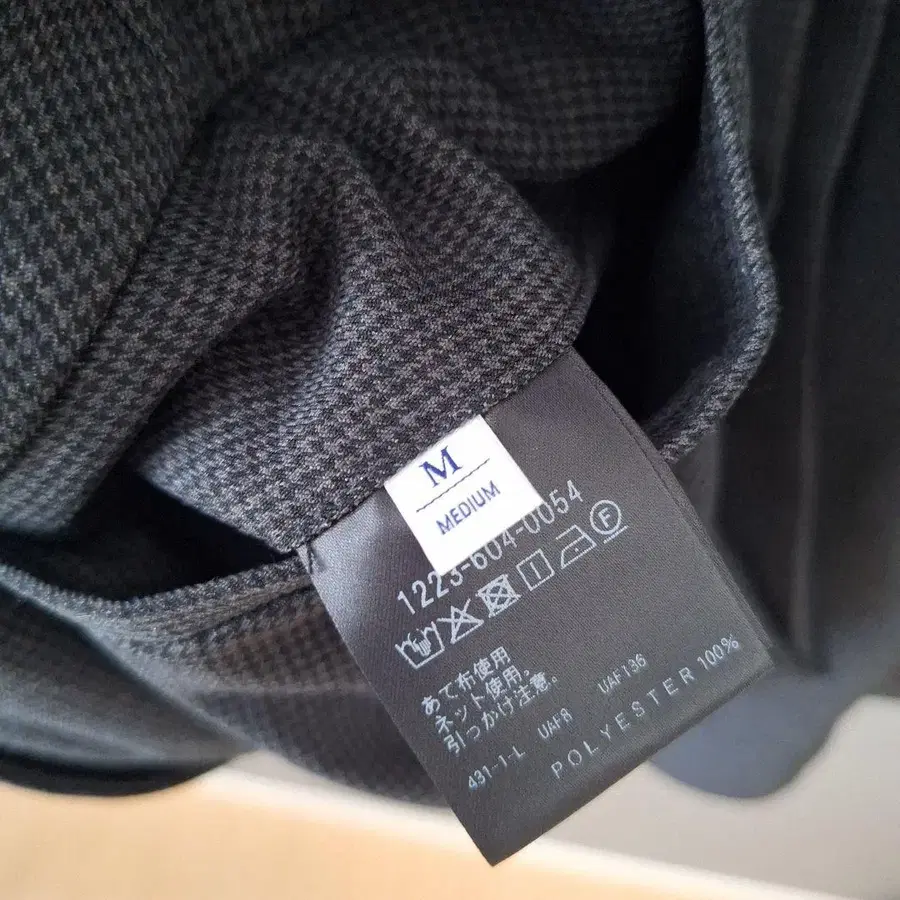 M
MEDIUM
1223-604-0054
F
あて布使用
ネット使用。
引っかけ注意。
431-1-L UAF8 UAF136
POLYESTER 100%